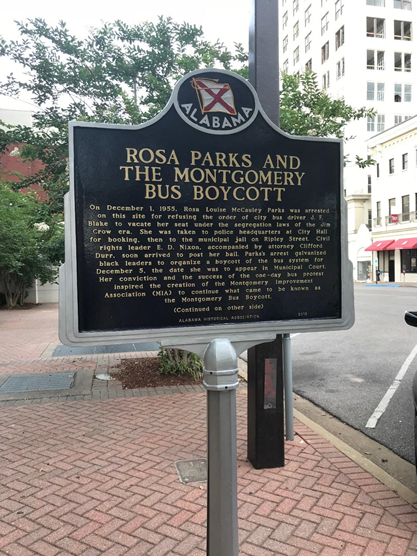 ALABAMA
ROSA PARKS AND
THE MONTGOMERY
BUS BOYCOTT
On December 1, 1955, Rosa Louise McCauley Parks was arrested
on this site for refusing the order of city bus driver J. F.
Blake to vacate her seat under the segregation laws of the Jim
Crow era. She was taken to police headquarters at City Hall
for booking, then to the municipal jail on Ripley Street. Civil
rights leader E. D. Nixon, accompanied by attorney Clifford
Durr, soon arrived to post her bail. Parks's arrest galvanized
black leaders to organize a boycott of the bus system for
December 5, the date she was to appear in Municipal Court.
Her conviction and the success of the one-day bus protest
inspired the creation of the Montgomery Improvement
Association (MIA) to continue what came to be known as
the Montgomery Bus Boycott.
(Continued on other side)
ALABAMA HISTORICAL ASSOCIATION